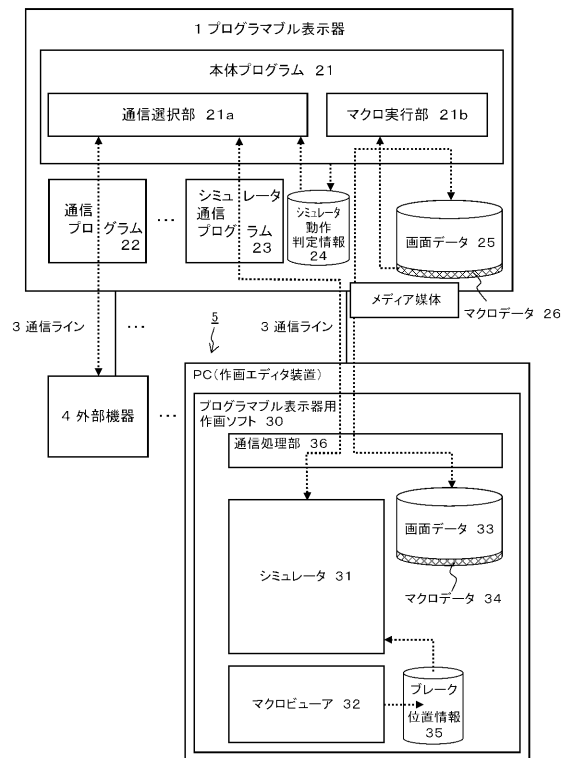 1 プログラマブル表示器
本体プログラム 21
通信選択部 21a
マクロ実行部 21b
通信
プログラム
22
…
シミュレータ
通信
プログラム
23
シミュレータ
動作
判定情報
24
画面データ 25
メディア媒体
マクロデータ 26
3 通信ライン
…
5
3 通信ライン
4 外部機器
…
PC(作画エディタ装置)
プログラマブル表示器用
作画ソフト 30
通信処理部 36
画面データ 33
シミュレータ 31
マクロデータ 34
マクロビューア 32
ブレーク
位置情報
35